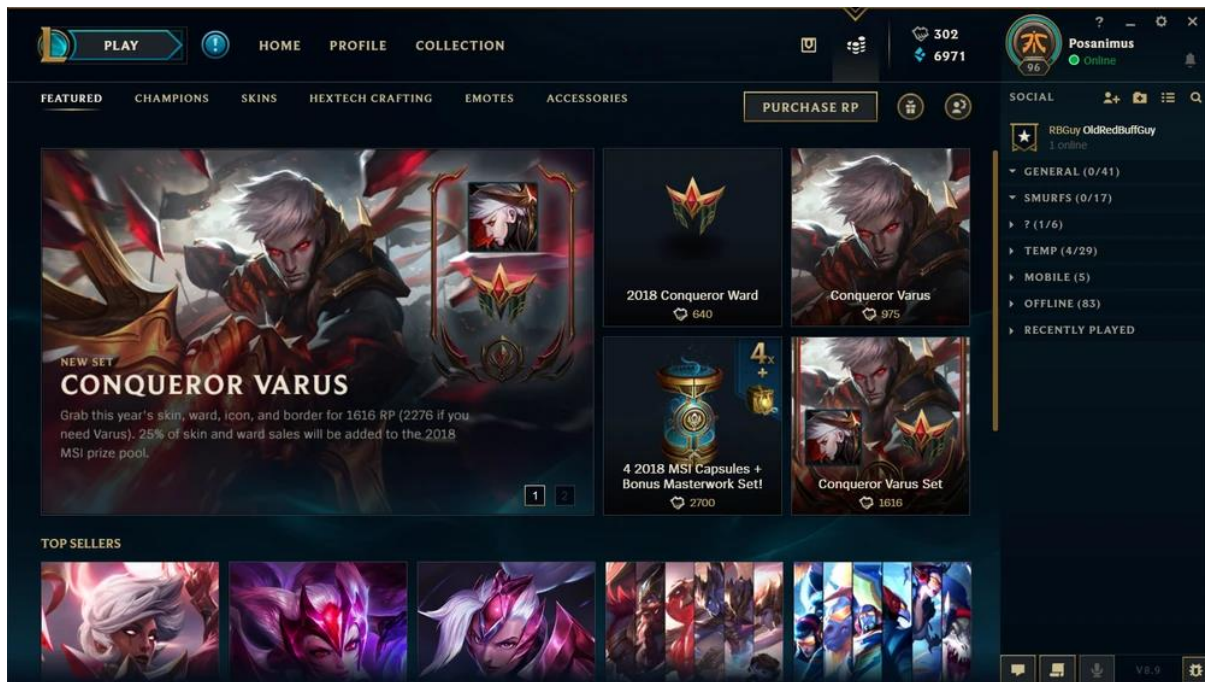 PLAY
HOME
PROFILE
COLLECTION
302
6971
96
Posanimus
Online
?
FEATURED
CHAMPIONS
SKINS
HEXTECH CRAFTING
EMOTES
ACCESSORIES
PURCHASE RP
SOCIAL
RBGuy OldRedBuffGuy
1 online
GENERAL (0/41)
SMURFS (0/17)
? (1/6)
TEMP (4/29)
MOBILE (5)
OFFLINE (83)
RECENTLY PLAYED
NEW SET
CONQUEROR VARUS
Grab this year's skin, ward, icon, and border for 1616 RP (2276 if you
need Varus). 25% of skin and ward sales will be added to the 2018
MSI prize pool.
1
2
2018 Conqueror Ward
640
Conqueror Varus
975
4x
+
4 2018 MSI Capsules +
Bonus Masterwork Set!
2700
Conqueror Varus Set
1616
TOP SELLERS
V8.9